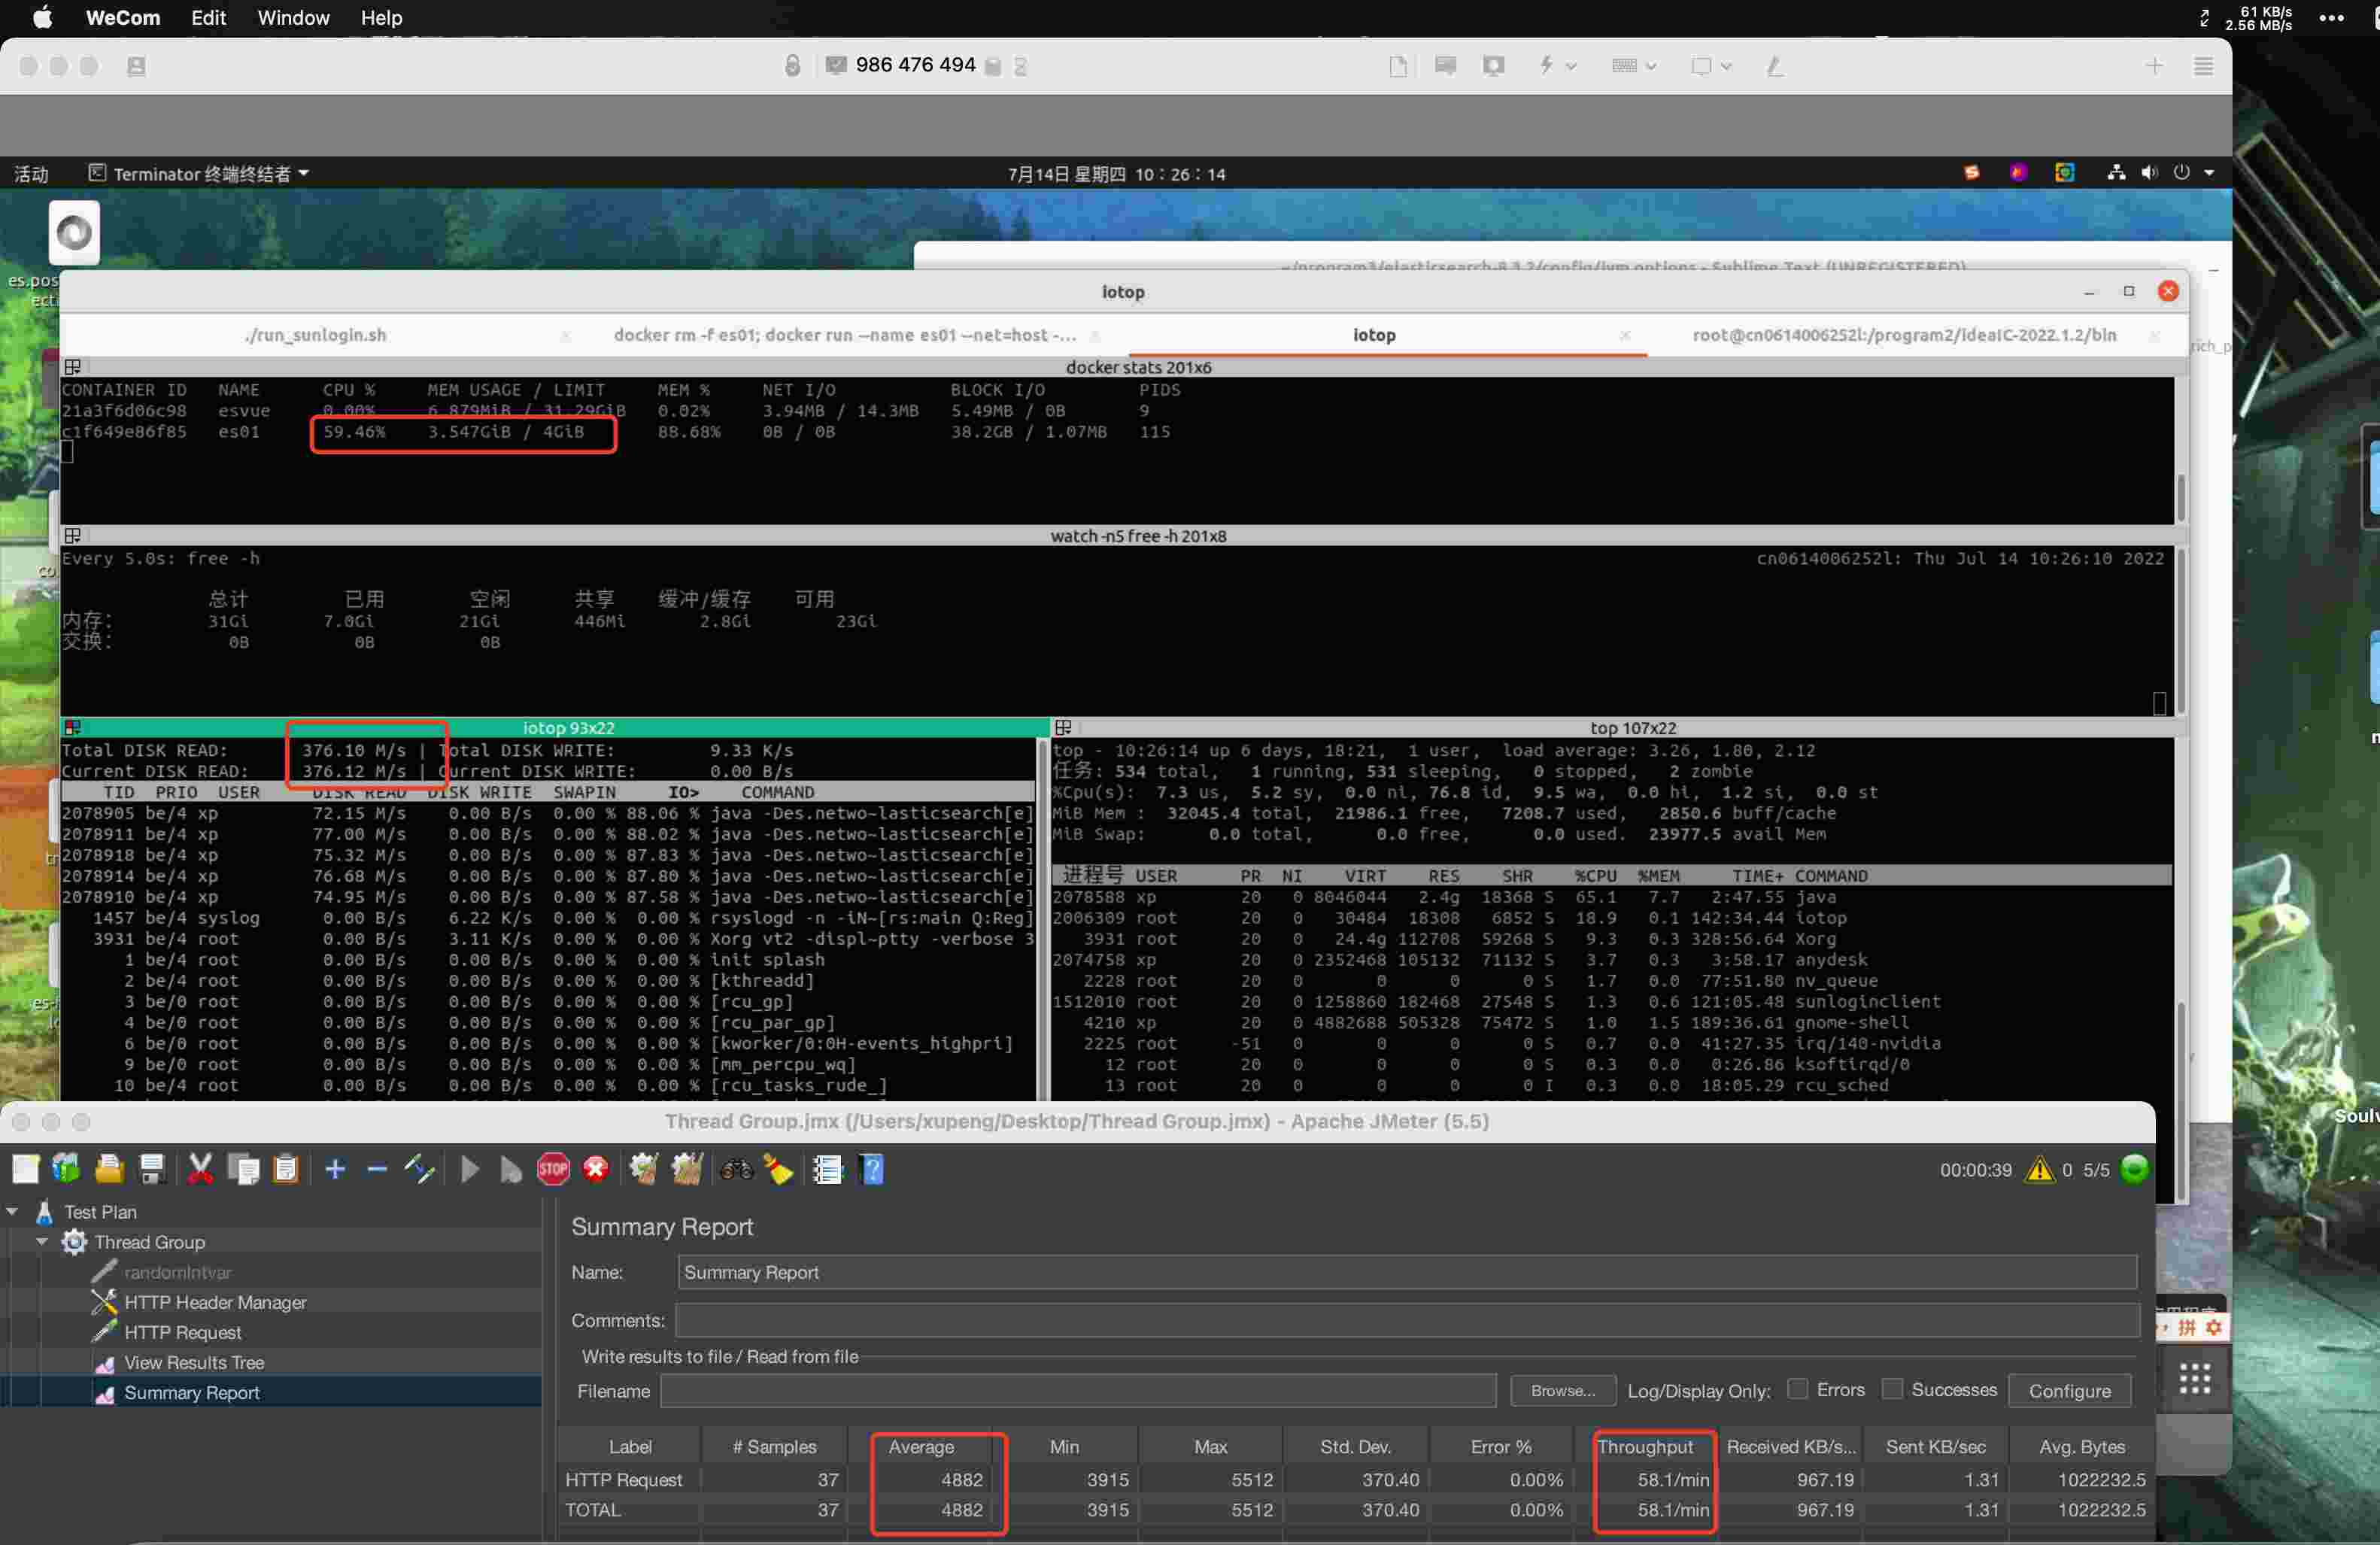 WeCom Edit Window Help 61 KB/s
2.56 MB/s
986 476 494
活动 Terminator 终端终结者 7月14日 星期四 10：26：14
es.pos
ecti
~/program3/elasticsearch-8.3.2/config/jvm.options - Sublime Text (UNREGISTERED)
iotop
./run_sunlogin.sh docker rm -f es01; docker run --name es01 --net=host -... iotop root@cn0614006252l:/program2/ideaIC-2022.1.2/bin
rich_p
docker stats 201x6
CONTAINER ID NAME CPU % MEM USAGE / LIMIT MEM % NET I/O BLOCK I/O PIDS
21a3f6d06c98 esvue 0.00% 6.879MiB / 31.29GiB 0.02% 3.94MB / 14.3MB 5.49MB / 0B 9
c1f649e86f85 es01 59.46% 3.547GiB / 4GiB 88.68% 0B / 0B 38.2GB / 1.07MB 115
watch -n5 free -h 201x8
Every 5.0s: free -h cn0614006252l: Thu Jul 14 10:26:10 2022
总计 已用 空闲 共享 缓冲/缓存 可用
内存: 31Gi 7.0Gi 21Gi 446Mi 2.8Gi 23Gi
交换: 0B 0B 0B
iotop 93x22
Total DISK READ: 376.10 M/s | Total DISK WRITE: 9.33 K/s
Current DISK READ: 376.12 M/s | Current DISK WRITE: 0.00 B/s
TID PRIO USER DISK READ DISK WRITE SWAPIN IO> COMMAND
2078905 be/4 xp 72.15 M/s 0.00 B/s 0.00 % 88.06 % java -Des.netwo~lasticsearch[e]
2078911 be/4 xp 77.00 M/s 0.00 B/s 0.00 % 88.02 % java -Des.netwo~lasticsearch[e]
2078918 be/4 xp 75.32 M/s 0.00 B/s 0.00 % 87.83 % java -Des.netwo~lasticsearch[e]
2078914 be/4 xp 76.68 M/s 0.00 B/s 0.00 % 87.80 % java -Des.netwo~lasticsearch[e]
2078910 be/4 xp 74.95 M/s 0.00 B/s 0.00 % 87.58 % java -Des.netwo~lasticsearch[e]
1457 be/4 syslog 0.00 B/s 6.22 K/s 0.00 % 0.00 % rsyslogd -n -iN~[rs:main Q:Reg]
3931 be/4 root 0.00 B/s 3.11 K/s 0.00 % 0.00 % Xorg vt2 -displ~ptty -verbose 3
1 be/4 root 0.00 B/s 0.00 B/s 0.00 % 0.00 % init splash
2 be/4 root 0.00 B/s 0.00 B/s 0.00 % 0.00 % [kthreadd]
3 be/0 root 0.00 B/s 0.00 B/s 0.00 % 0.00 % [rcu_gp]
4 be/0 root 0.00 B/s 0.00 B/s 0.00 % 0.00 % [rcu_par_gp]
6 be/0 root 0.00 B/s 0.00 B/s 0.00 % 0.00 % [kworker/0:0H-events_highpri]
9 be/0 root 0.00 B/s 0.00 B/s 0.00 % 0.00 % [mm_percpu_wq]
10 be/4 root 0.00 B/s 0.00 B/s 0.00 % 0.00 % [rcu_tasks_rude_]
top 107x22
top - 10:26:14 up 6 days, 18:21, 1 user, load average: 3.26, 1.80, 2.12
任务: 534 total, 1 running, 531 sleeping, 0 stopped, 2 zombie
%Cpu(s): 7.3 us, 5.2 sy, 0.0 ni, 76.8 id, 9.5 wa, 0.0 hi, 1.2 si, 0.0 st
MiB Mem : 32045.4 total, 21986.1 free, 7208.7 used, 2850.6 buff/cache
MiB Swap: 0.0 total, 0.0 free, 0.0 used. 23977.5 avail Mem
进程号 USER PR NI VIRT RES SHR %CPU %MEM TIME+ COMMAND
2078588 xp 20 0 8046044 2.4g 18368 S 65.1 7.7 2:47.55 java
2006309 root 20 0 30484 18308 6852 S 18.9 0.1 142:34.44 iotop
3931 root 20 0 24.4g 112708 59268 S 9.3 0.3 328:56.64 Xorg
2074758 xp 20 0 2352468 105132 71132 S 3.7 0.3 3:58.17 anydesk
2228 root 20 0 0 0 0 S 1.7 0.0 77:51.80 nv_queue
1512010 root 20 0 1258860 182468 27548 S 1.3 0.6 121:05.48 sunloginclient
4210 xp 20 0 4882688 505328 75472 S 1.0 1.5 189:36.61 gnome-shell
2225 root -51 0 0 0 0 S 0.7 0.0 41:27.35 irq/140-nvidia
12 root 20 0 0 0 0 S 0.3 0.0 0:26.86 ksoftirqd/0
13 root 20 0 0 0 0 I 0.3 0.0 18:05.29 rcu_sched
Soulv
Thread Group.jmx (/Users/xupeng/Desktop/Thread Group.jmx) - Apache JMeter (5.5)
STOP 00:00:39 0 5/5
Test Plan
Thread Group
randomIntvar
HTTP Header Manager
HTTP Request
View Results Tree
Summary Report
Summary Report
Name: Summary Report
Comments:
Write results to file / Read from file
Filename Browse... Log/Display Only: Errors Successes Configure
拼
Label # Samples Average Min Max Std. Dev. Error % Throughput Received KB/s... Sent KB/sec Avg. Bytes
HTTP Request 37 4882 3915 5512 370.40 0.00% 58.1/min 967.19 1.31 1022232.5
TOTAL 37 4882 3915 5512 370.40 0.00% 58.1/min 967.19 1.31 1022232.5